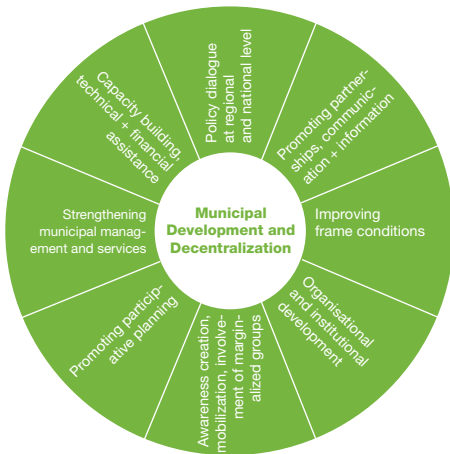 Policy dialogue
at regional
and national level
Promoting partner-
ships, communic-
ation + information
Improving
frame conditions
Organisational
and institutional
development
Awareness creation,
mobilization, involve-
ment of margin-
alized groups
Promoting particip-
ative planning
Strengthening
municipal manag-
ement and services
Capacity building,
technical + financial
assistance
Municipal
Development and
Decentralization